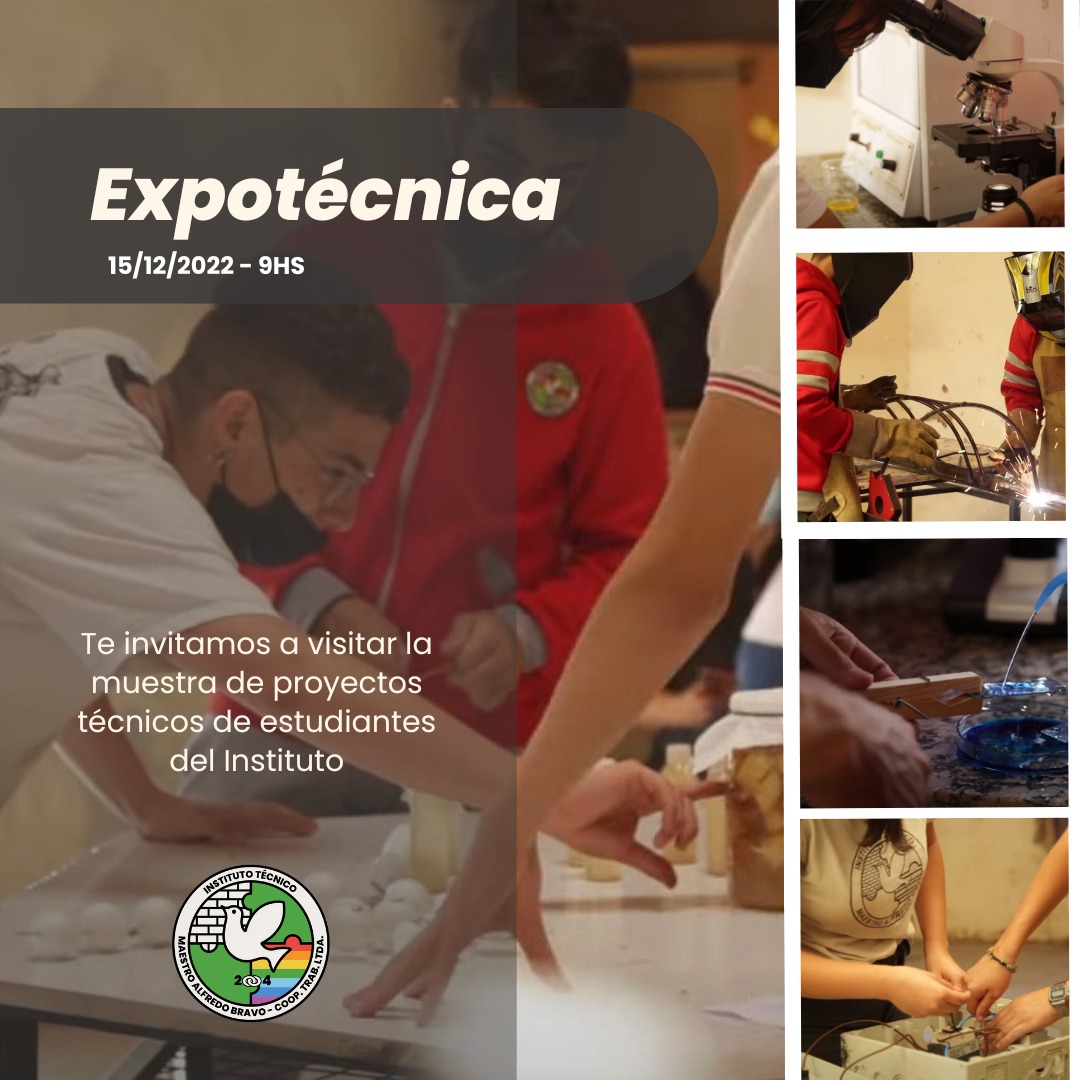 Expotécnica
15/12/2022 - 9HS
Te invitamos a visitar la
muestra de proyectos
técnicos de estudiantes
del Instituto
INSTITUTO TÉCNICO
MAESTRO ALFREDO BRAVO - COOP. TRAB. LTDA.